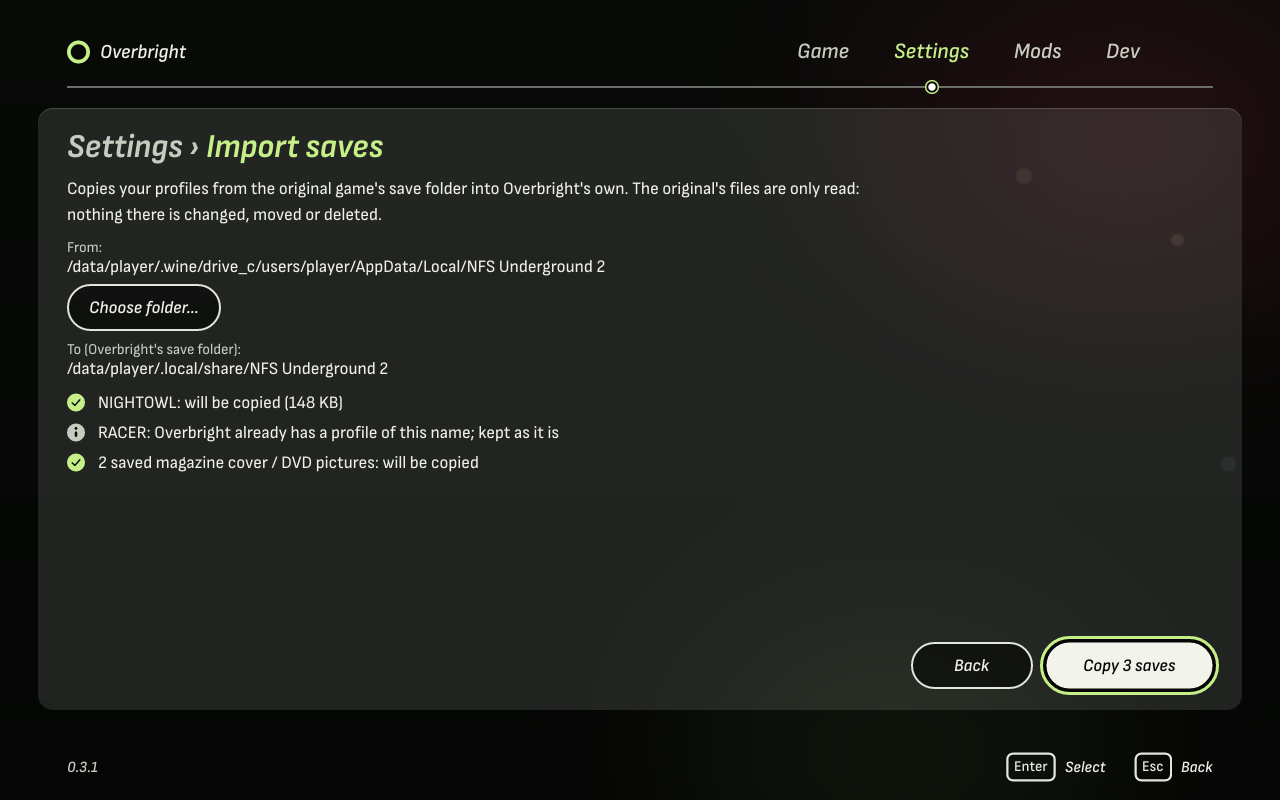 Overbright
Game Settings Mods Dev
Settings › Import saves
Copies your profiles from the original game's save folder into Overbright's own. The original's files are only read:
nothing there is changed, moved or deleted.
From:
/data/player/.wine/drive_c/users/player/AppData/Local/NFS Underground 2
Choose folder...
To (Overbright's save folder):
/data/player/.local/share/NFS Underground 2
NIGHTOWL: will be copied (148 KB)
RACER: Overbright already has a profile of this name; kept as it is
2 saved magazine cover / DVD pictures: will be copied
Back Copy 3 saves
0.3.1 Enter Select Esc Back